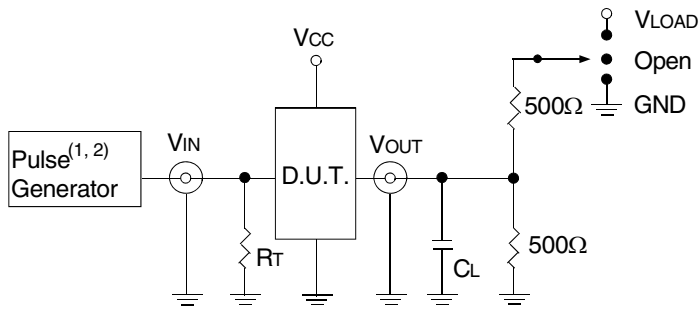 VLOAD
Open
GND
VCC
500Ω
Pulse(1, 2)
Generator
VIN
D.U.T.
VOUT
RT
CL
500Ω